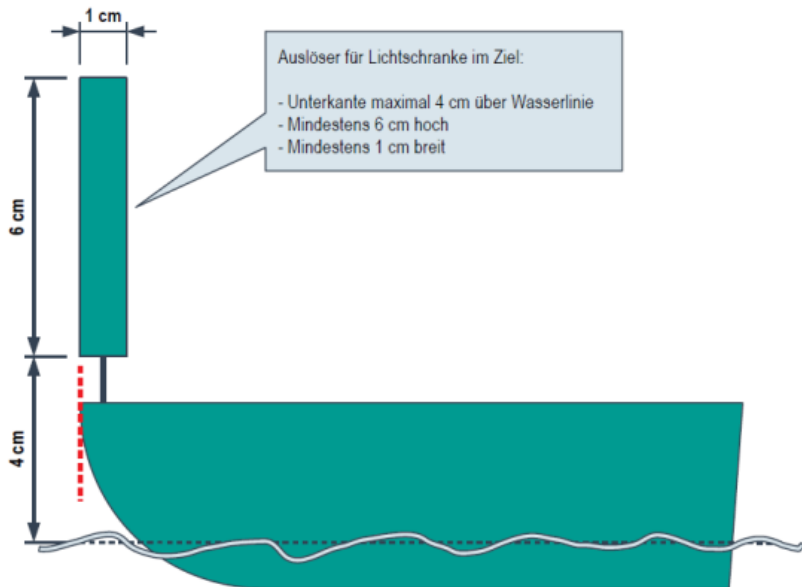 1 cm
Auslöser für Lichtschranke im Ziel:
- Unterkante maximal 4 cm über Wasserlinie
- Mindestens 6 cm hoch
- Mindestens 1 cm breit
6 cm
4 cm